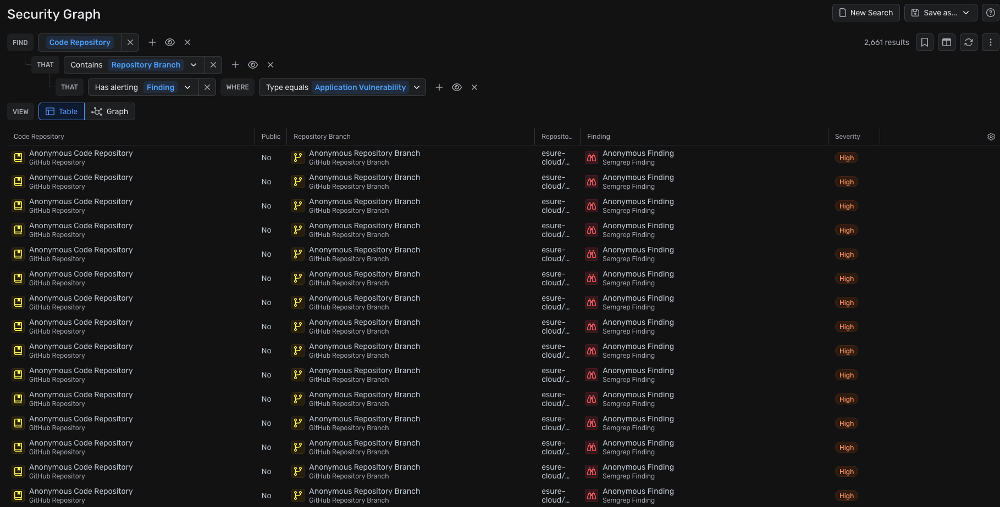 Security Graph
New Search
Save as...
FIND
Code Repository
2,661 results
THAT
Contains Repository Branch
THAT
Has alerting Finding
WHERE
Type equals Application Vulnerability
VIEW
Table
Graph
Code Repository Public Repository Branch Reposito... Finding Severity
Anonymous Code Repository
GitHub Repository
No
Anonymous Repository Branch
GitHub Repository Branch
esure-
cloud/...
Anonymous Finding
Semgrep Finding
High
Anonymous Code Repository
GitHub Repository
No
Anonymous Repository Branch
GitHub Repository Branch
esure-
cloud/...
Anonymous Finding
Semgrep Finding
High
Anonymous Code Repository
GitHub Repository
No
Anonymous Repository Branch
GitHub Repository Branch
esure-
cloud/...
Anonymous Finding
Semgrep Finding
High
Anonymous Code Repository
GitHub Repository
No
Anonymous Repository Branch
GitHub Repository Branch
esure-
cloud/...
Anonymous Finding
Semgrep Finding
High
Anonymous Code Repository
GitHub Repository
No
Anonymous Repository Branch
GitHub Repository Branch
esure-
cloud/...
Anonymous Finding
Semgrep Finding
High
Anonymous Code Repository
GitHub Repository
No
Anonymous Repository Branch
GitHub Repository Branch
esure-
cloud/...
Anonymous Finding
Semgrep Finding
High
Anonymous Code Repository
GitHub Repository
No
Anonymous Repository Branch
GitHub Repository Branch
esure-
cloud/...
Anonymous Finding
Semgrep Finding
High
Anonymous Code Repository
GitHub Repository
No
Anonymous Repository Branch
GitHub Repository Branch
esure-
cloud/...
Anonymous Finding
Semgrep Finding
High
Anonymous Code Repository
GitHub Repository
No
Anonymous Repository Branch
GitHub Repository Branch
esure-
cloud/...
Anonymous Finding
Semgrep Finding
High
Anonymous Code Repository
GitHub Repository
No
Anonymous Repository Branch
GitHub Repository Branch
esure-
cloud/...
Anonymous Finding
Semgrep Finding
High
Anonymous Code Repository
GitHub Repository
No
Anonymous Repository Branch
GitHub Repository Branch
esure-
cloud/...
Anonymous Finding
Semgrep Finding
High
Anonymous Code Repository
GitHub Repository
No
Anonymous Repository Branch
GitHub Repository Branch
esure-
cloud/...
Anonymous Finding
Semgrep Finding
High
Anonymous Code Repository
GitHub Repository
No
Anonymous Repository Branch
GitHub Repository Branch
esure-
cloud/...
Anonymous Finding
Semgrep Finding
High
Anonymous Code Repository
GitHub Repository
No
Anonymous Repository Branch
GitHub Repository Branch
esure-
cloud/...
Anonymous Finding
Semgrep Finding
High
Anonymous Code Repository
GitHub Repository
No
Anonymous Repository Branch
GitHub Repository Branch
esure-
cloud/...
Anonymous Finding
Semgrep Finding
High